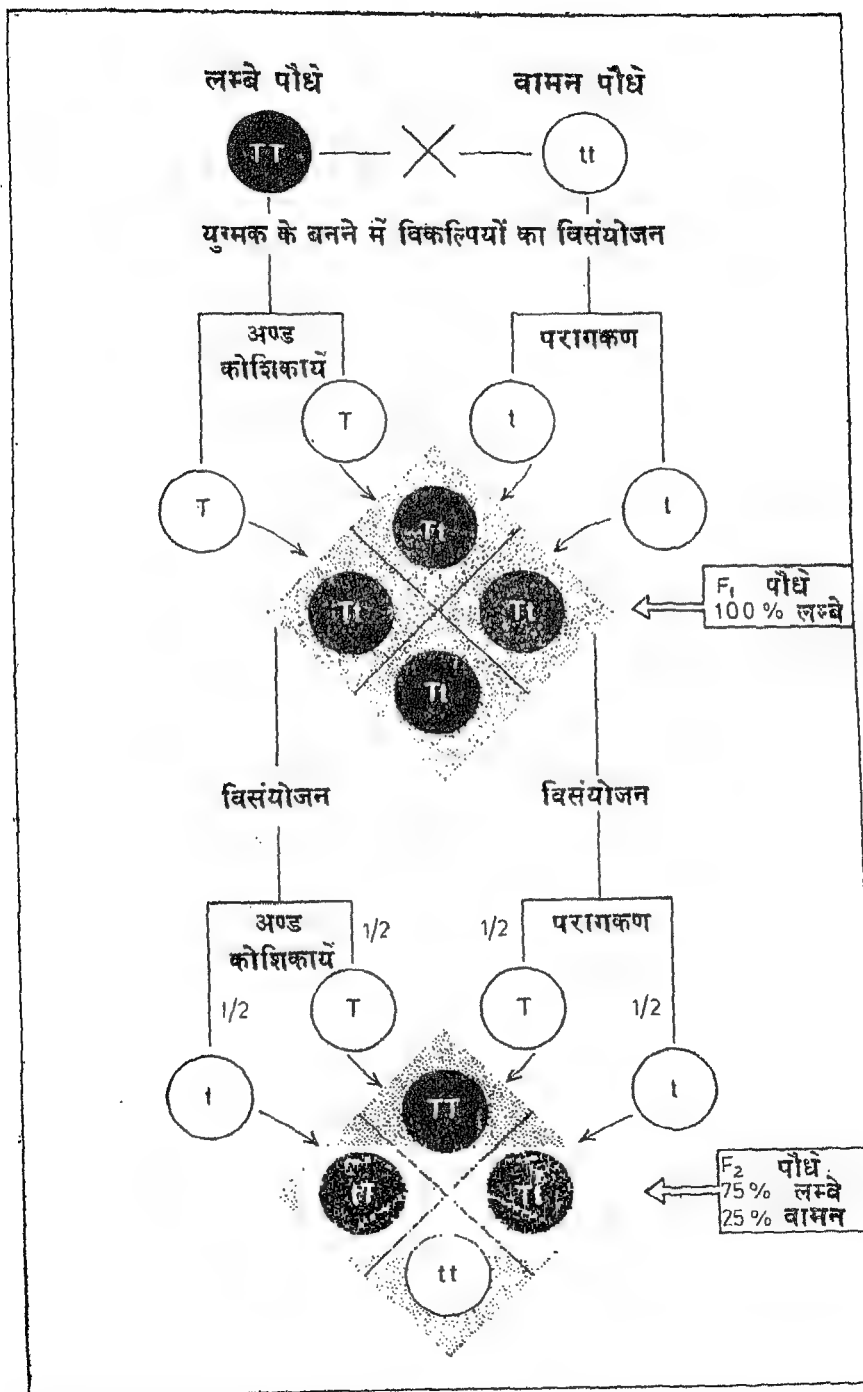 लम्बे पौधे
वामन पौधे
TT
tt
युग्मक के बनने में विकल्पियों का विसंयोजन
अण्ड
कोशिकायें
परागकण
T
t
T
t
Tt
Tt
Tt
Tt
F₁ पौधे
100% लम्बे
विसंयोजन
विसंयोजन
अण्ड
कोशिकायें
1/2
1/2
परागकण
1/2
T
T
1/2
t
t
TT
tT
Tt
tt
F₂ पौधे
75% लम्बे
25% वामन